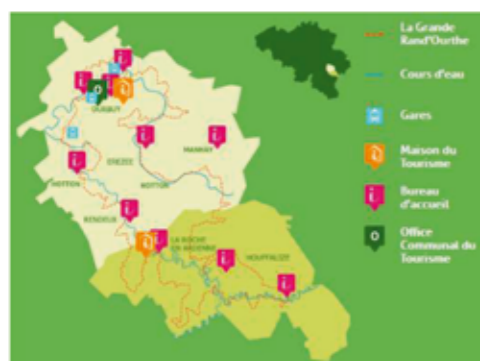 La Grande
Rand'Ourthe
Cours d'eau
Gares
Maison du
Tourisme
Bureau
d'accueil
Office
Communal du
Tourisme
DURBUY
EREZEE
MANHAY
HOTTON
RENDEUX
LA ROCHE
EN ARDENNE
HOUFFALIZE